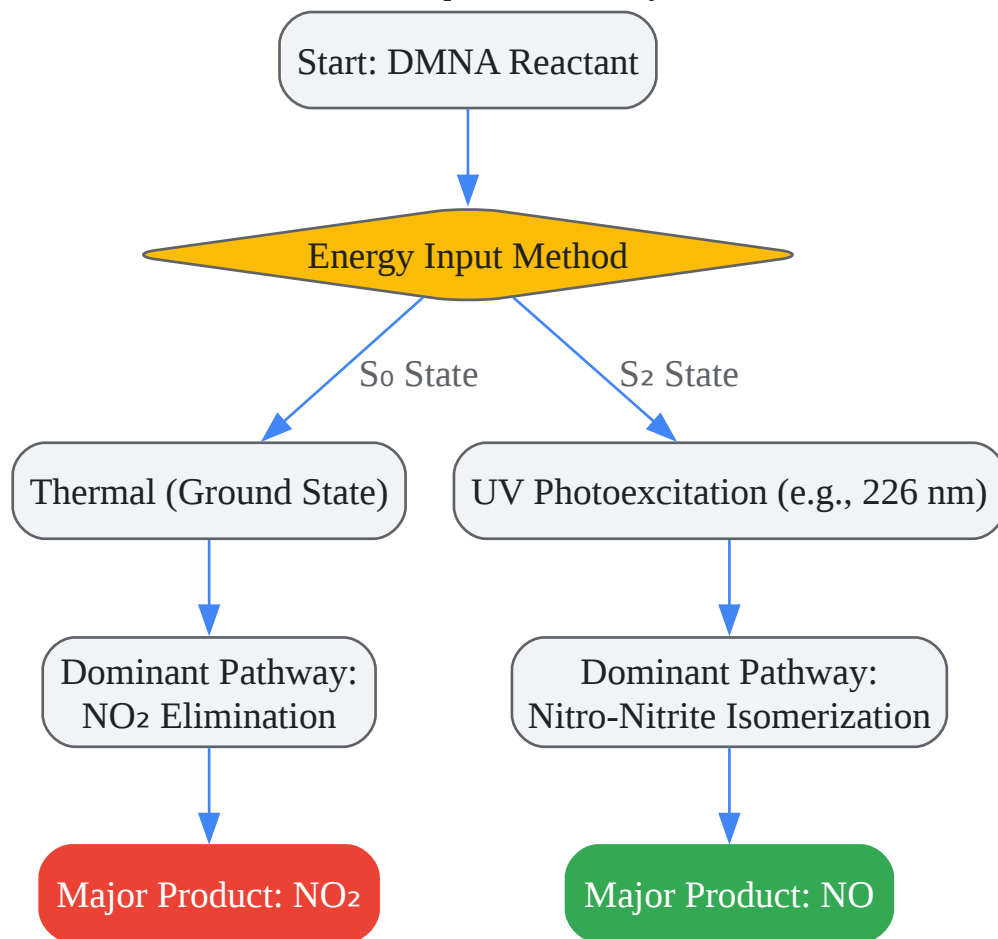 Start: DMNA Reactant
Energy Input Method
S₀ State
S₂ State
Thermal (Ground State)
UV Photoexcitation (e.g., 226 nm)
Dominant Pathway:
NO₂ Elimination
Dominant Pathway:
Nitro-Nitrite Isomerization
Major Product: NO₂
Major Product: NO